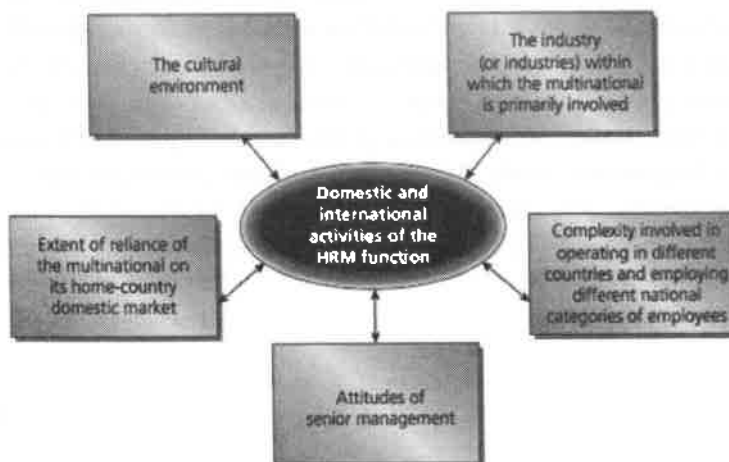 The cultural
environment
The industry
(or industries) within
which the multinational
is primarily involved
Domestic and
international
activities of the
HRM function
Extent of reliance of
the multinational on
its home-country
domestic market
Complexity involved in
operating in different
countries and employing
different national
categories of employees
Attitudes of
senior management